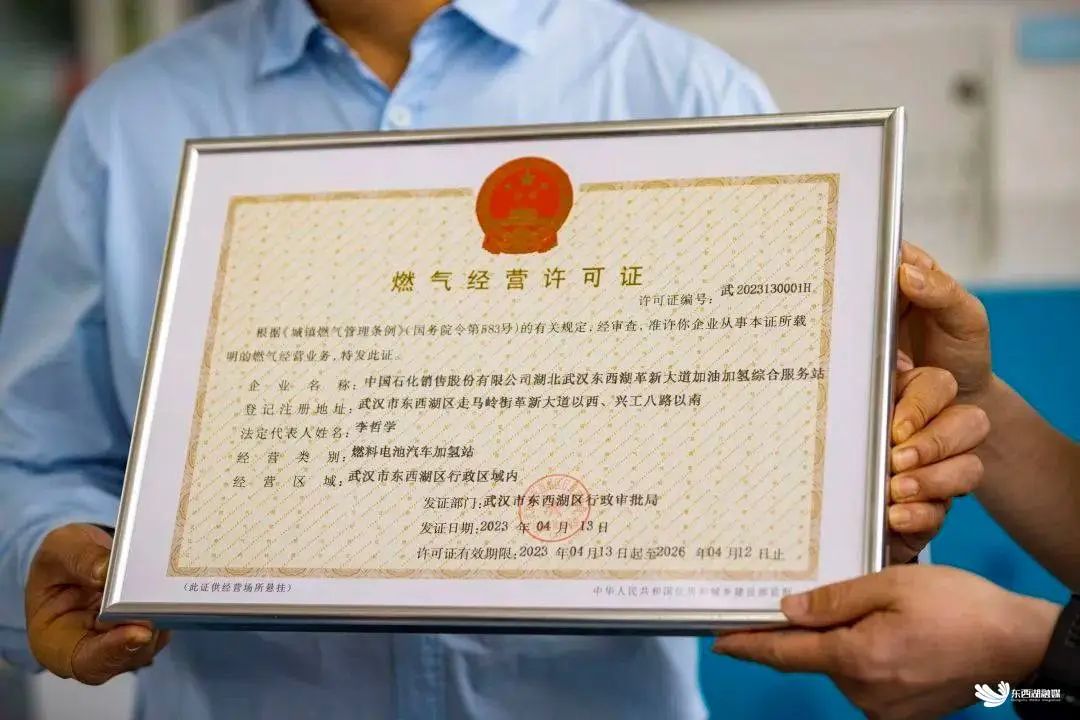 燃气经营许可证
许可证编号：武2023130001H
根据《城镇燃气管理条例》（国务院令第583号）的有关规定，经审查，准许你企业从事本证所载
明的燃气经营业务，特发此证。
企业名称：中国石化销售股份有限公司湖北武汉东西湖革新大道加油加氢综合服务站
登记注册地址：武汉市东西湖区走马岭街革新大道以西、兴工八路以南
法定代表人姓名：李哲学
经营类别：燃料电池汽车加氢站
经营区域：武汉市东西湖区行政区域内
发证部门：武汉市东西湖区行政审批局
发证日期：2023 年 04 月 13 日
许可证有效期限：2023 年 04 月 13 日起至 2026 年 04 月 12 日止
（此证供经营场所悬挂）
中华人民共和国住房和城乡建设部监制
东西湖融媒